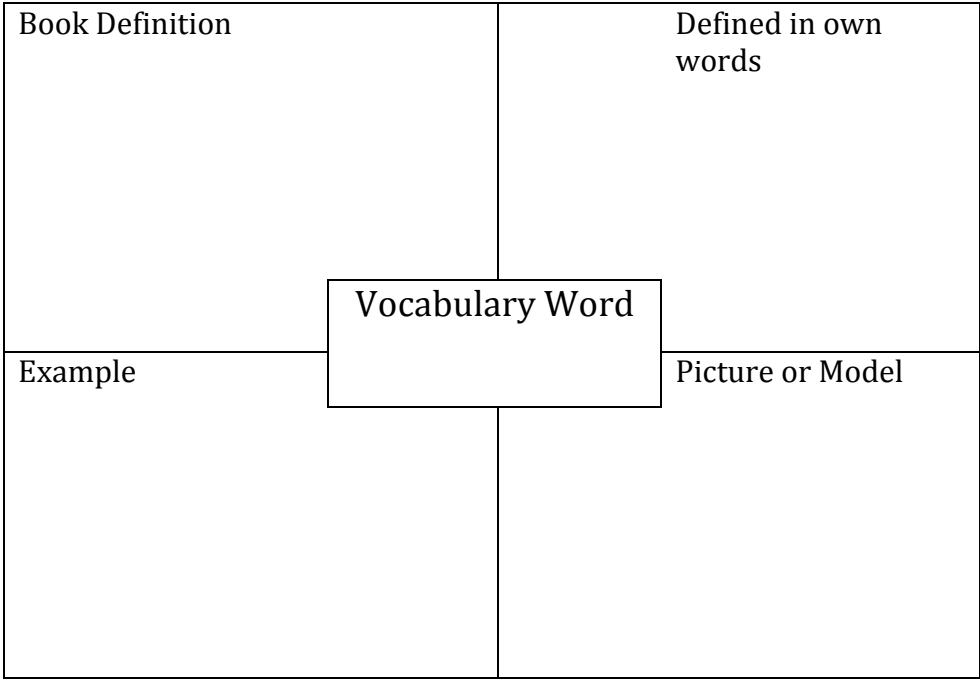 Book Definition
Defined in own
words
Vocabulary Word
Example
Picture or Model